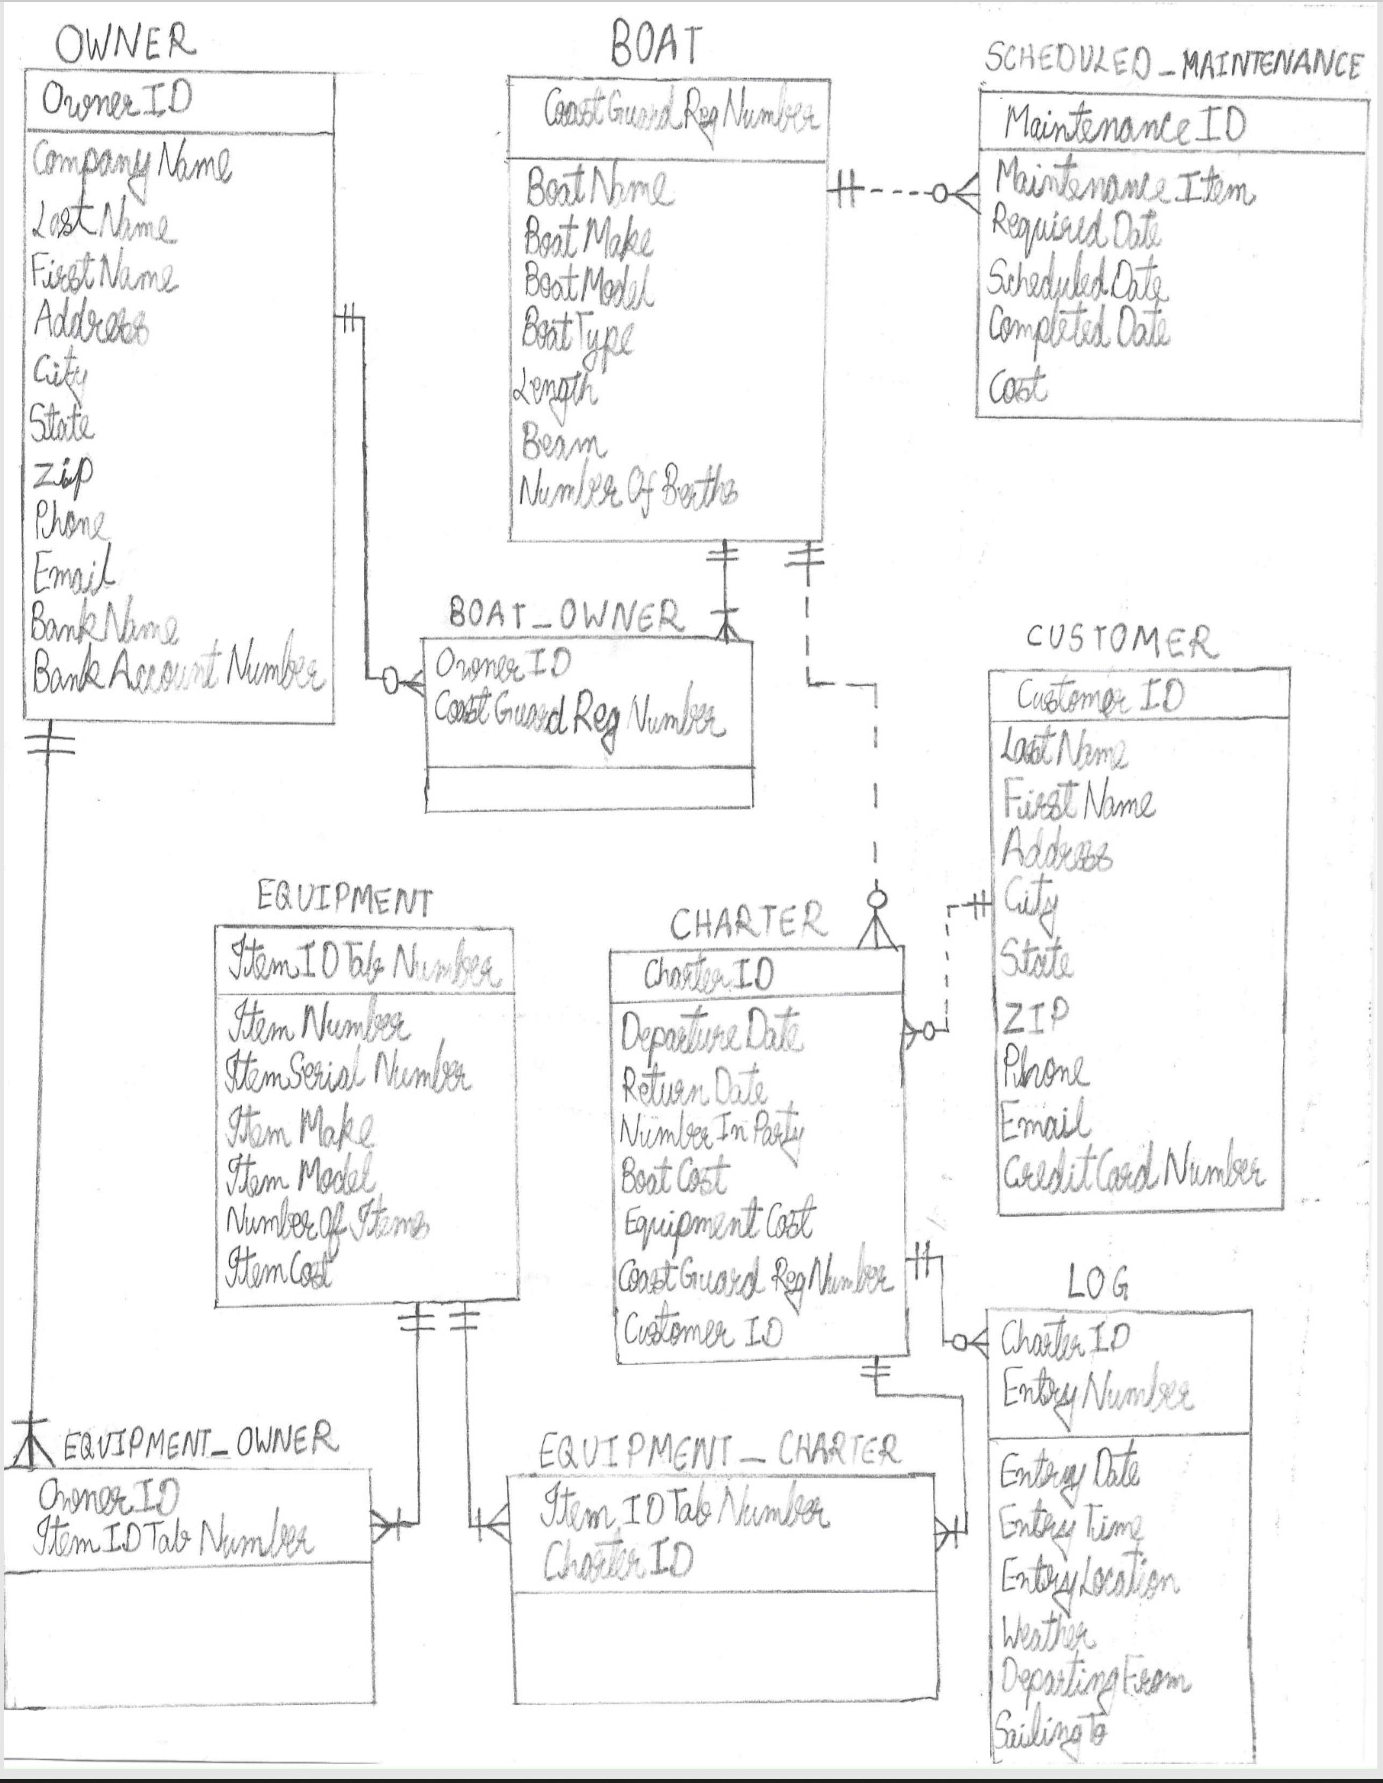 OWNER
OwnerID
Company Name
Last Name
First Name
Address
City
State
Zip
Phone
Email
Bank Name
Bank Account Number
BOAT
Coast Guard Reg Number
Boat Name
Boat Make
Boat Model
Boat Type
Length
Beam
Number Of Berths
SCHEDULED_MAINTENANCE
Maintenance ID
Maintenance Item
Required Date
Scheduled Date
Completed Date
Cost
BOAT_OWNER
Owner ID
Coast Guard Reg Number
CUSTOMER
Customer ID
Last Name
First Name
Address
City
State
ZIP
Phone
Email
Credit Card Number
EQUIPMENT
Item ID Tab Number
Item Number
Item Serial Number
Item Make
Item Model
Number Of Items
Item Cost
CHARTER
Charter ID
Departure Date
Return Date
Number In Party
Boat Cost
Equipment Cost
Coast Guard Reg Number
Customer ID
LOG
Charter ID
Entry Number
Entry Date
Entry Time
Entry Location
Weather
Departing From
Sailing To
EQUIPMENT_OWNER
Owner ID
Item ID Tab Number
EQUIPMENT_CHARTER
Item ID Tab Number
Charter ID